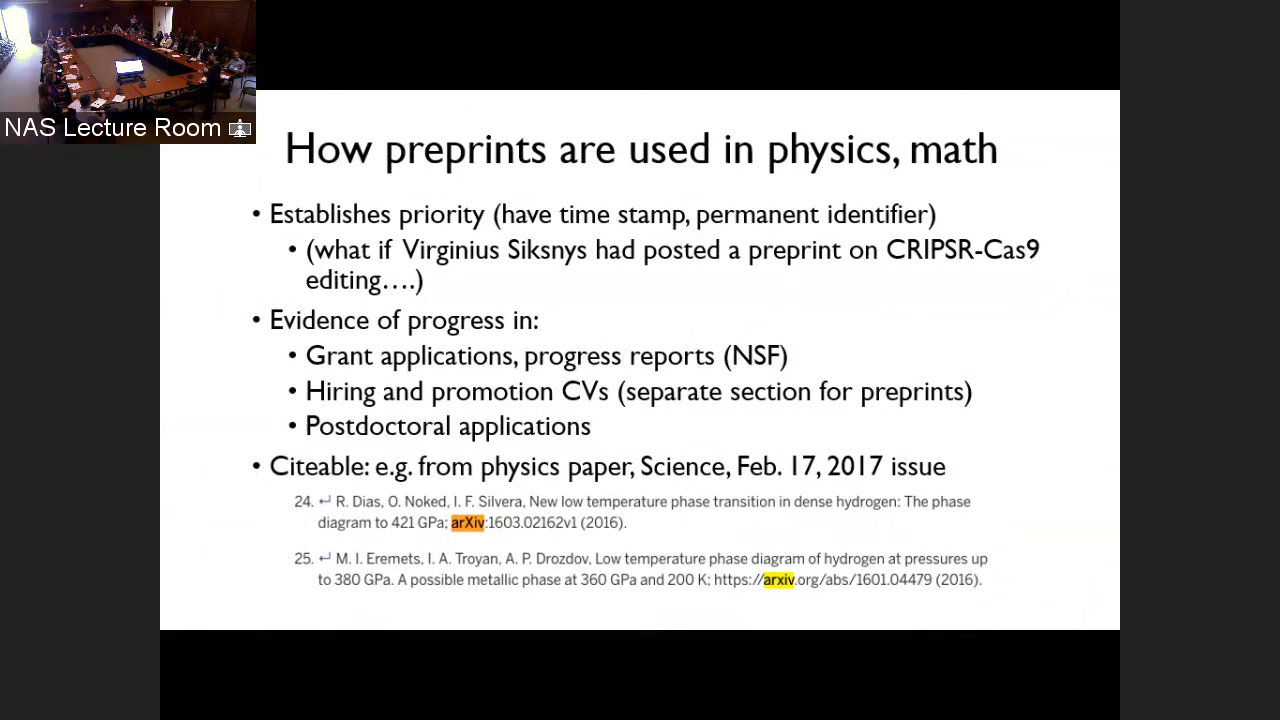 NAS Lecture Room
How preprints are used in physics, math
• Establishes priority (have time stamp, permanent identifier)
• (what if Virginius Siksnys had posted a preprint on CRIPSR-Cas9
editing….)
• Evidence of progress in:
• Grant applications, progress reports (NSF)
• Hiring and promotion CVs (separate section for preprints)
• Postdoctoral applications
• Citeable: e.g. from physics paper, Science, Feb. 17, 2017 issue
24. ↵ R. Dias, O. Noked, I. F. Silvera, New low temperature phase transition in dense hydrogen: The phase
diagram to 421 GPa; arXiv:1603.02162v1 (2016).
25. ↵ M. I. Eremets, I. A. Troyan, A. P. Drozdov, Low temperature phase diagram of hydrogen at pressures up
to 380 GPa. A possible metallic phase at 360 GPa and 200 K; https://arxiv.org/abs/1601.04479 (2016).